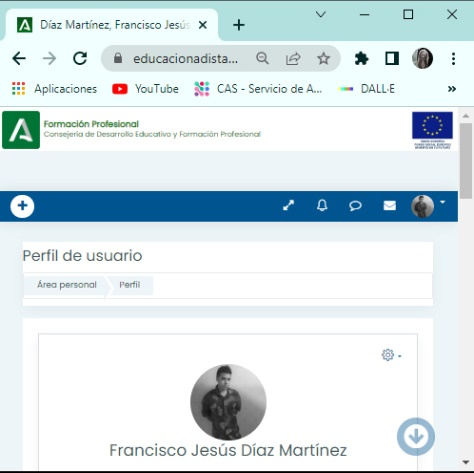 Díaz Martínez, Francisco Jesús
educacionadista...
Aplicaciones
YouTube
CAS - Servicio de A...
DALL·E
»
Formación Profesional
Consejería de Desarrollo Educativo y Formación Profesional
Perfil de usuario
Área personal
Perfil
Francisco Jesús Díaz Martínez